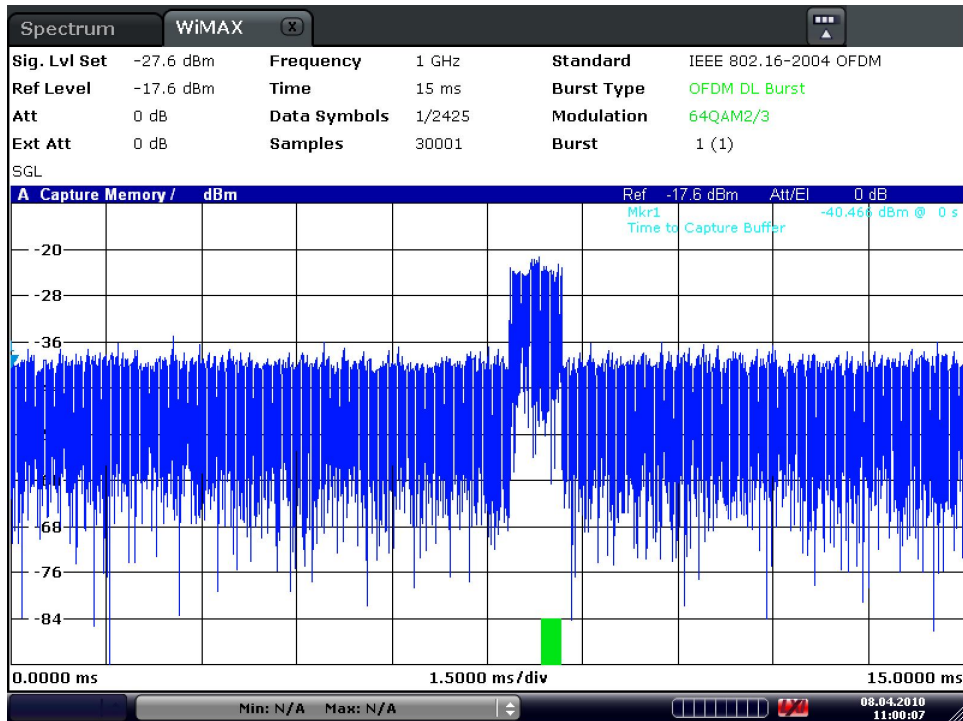 Spectrum WiMAX X
Sig. Lvl Set -27.6 dBm Frequency 1 GHz Standard IEEE 802.16-2004 OFDM
Ref Level -17.6 dBm Time 15 ms Burst Type OFDM DL Burst
Att 0 dB Data Symbols 1/2425 Modulation 64QAM2/3
Ext Att 0 dB Samples 30001 Burst 1 (1)
SGL
A Capture Memory / dBm Ref -17.6 dBm Att/El 0 dB
Mkr1 -40.466 dBm @ 0 s
Time to Capture Buffer
-20
-28
-36
-68
-76
-84
0.0000 ms 1.5000 ms/div 15.0000 ms
Min: N/A Max: N/A
08.04.2010
11:00:07